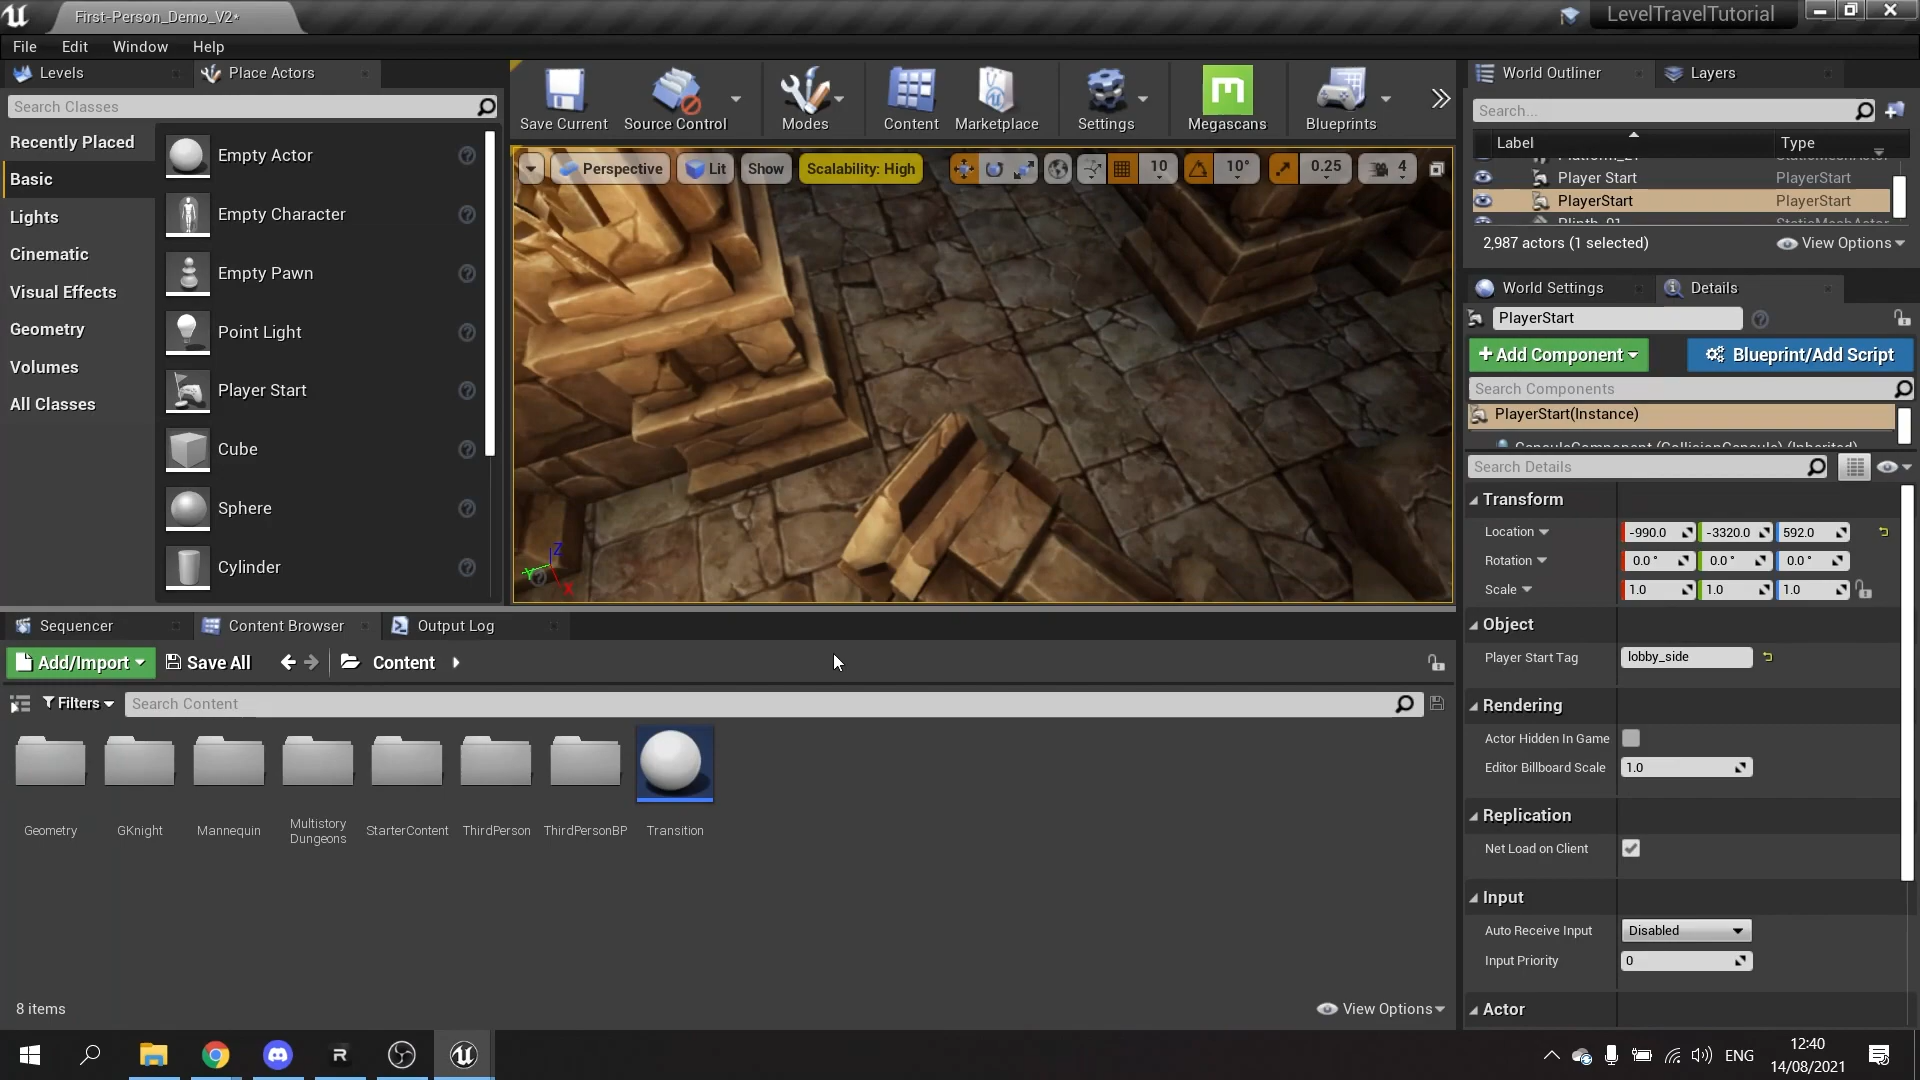 First-Person_Demo_V2*
LevelTravelTutorial
File Edit Window Help
Levels
Place Actors
Search Classes
Recently Placed
Basic
Lights
Cinematic
Visual Effects
Geometry
Volumes
All Classes
Empty Actor
Empty Character
Empty Pawn
Point Light
Player Start
Cube
Sphere
Cylinder
Save Current
Source Control
Modes
Content
Marketplace
Settings
Megascans
Blueprints
Perspective
Lit
Show
Scalability: High
10
10°
0.25
4
Z
Y
X
World Outliner
Layers
Search...
Label
Type
Player Start PlayerStart
PlayerStart PlayerStart
2,987 actors (1 selected)
View Options
World Settings
Details
PlayerStart
+ Add Component
Blueprint/Add Script
Search Components
PlayerStart(Instance)
CapsuleComponent (CollisionCapsule) (Inherited)
Search Details
Transform
Location -990.0 -3320.0 592.0
Rotation 0.0 ° 0.0 ° 0.0 °
Scale 1.0 1.0 1.0
Object
Player Start Tag lobby_side
Rendering
Actor Hidden In Game
Editor Billboard Scale 1.0
Replication
Net Load on Client
Input
Auto Receive Input Disabled
Input Priority 0
Actor
Sequencer
Content Browser
Output Log
Add/Import
Save All
Content
Filters
Search Content
Geometry
GKnight
Mannequin
Multistory
Dungeons
StarterContent
ThirdPerson
ThirdPersonBP
Transition
8 items
View Options
ENG
12:40
14/08/2021